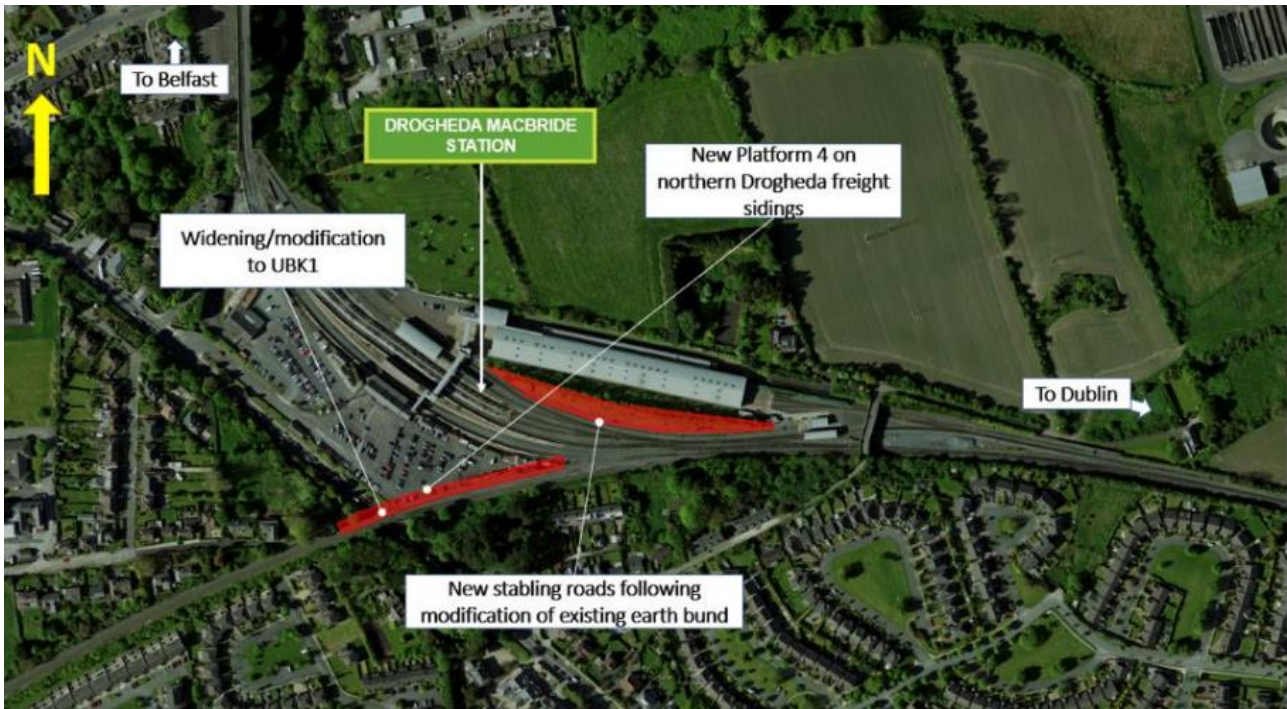 N
To Belfast
DROGHEDA MACBRIDE
STATION
New Platform 4 on
northern Drogheda freight
sidings
Widening/modification
to UBK1
To Dublin
New stabling roads following
modification of existing earth bund